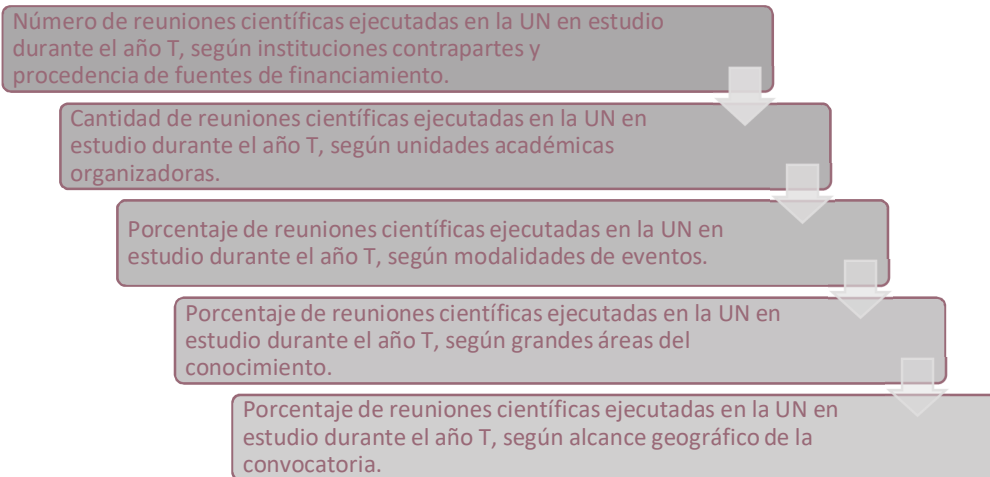 Número de reuniones científicas ejecutadas en la UN en estudio
durante el año T, según instituciones contrapartes y
procedencia de fuentes de financiamiento.
Cantidad de reuniones científicas ejecutadas en la UN en
estudio durante el año T, según unidades académicas
organizadoras.
Porcentaje de reuniones científicas ejecutadas en la UN en
estudio durante el año T, según modalidades de eventos.
Porcentaje de reuniones científicas ejecutadas en la UN en
estudio durante el año T, según grandes áreas del
conocimiento.
Porcentaje de reuniones científicas ejecutadas en la UN en
estudio durante el año T, según alcance geográfico de la
convocatoria.